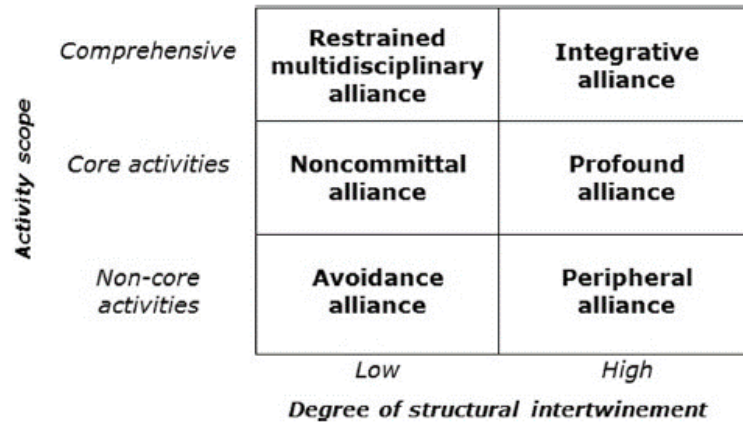 Activity scope
Comprehensive
Restrained
multidisciplinary
alliance
Integrative
alliance
Core activities
Noncommittal
alliance
Profound
alliance
Non-core
activities
Avoidance
alliance
Peripheral
alliance
Low
High
Degree of structural intertwinement